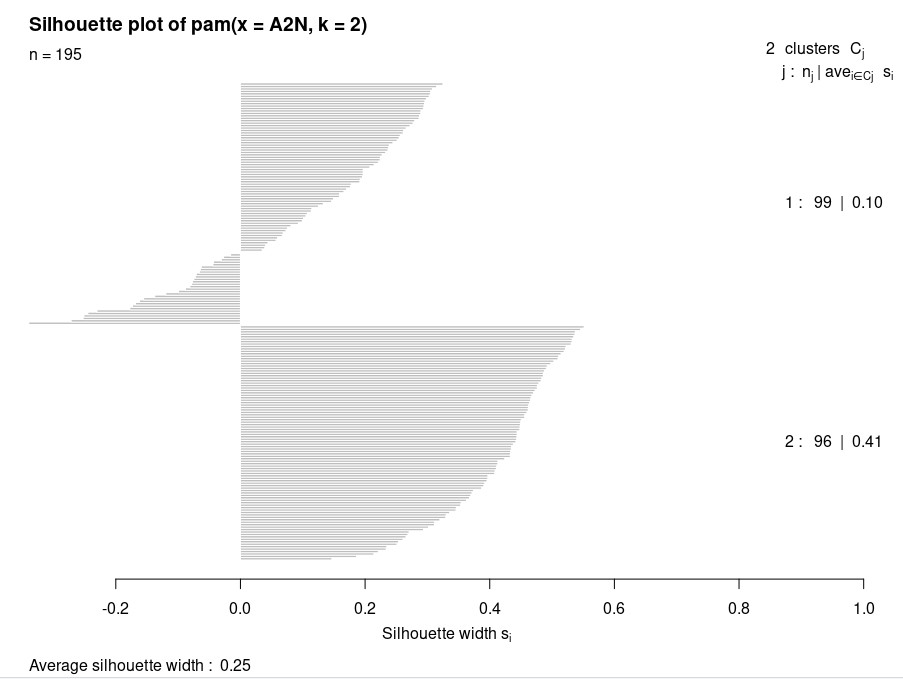 Silhouette plot of pam(x = A2N, k = 2)
n = 195
2 clusters Cj
j : nj | avei∈Cj si
1 : 99 | 0.10
2 : 96 | 0.41
-0.2 0.0 0.2 0.4 0.6 0.8 1.0
Silhouette width si
Average silhouette width : 0.25